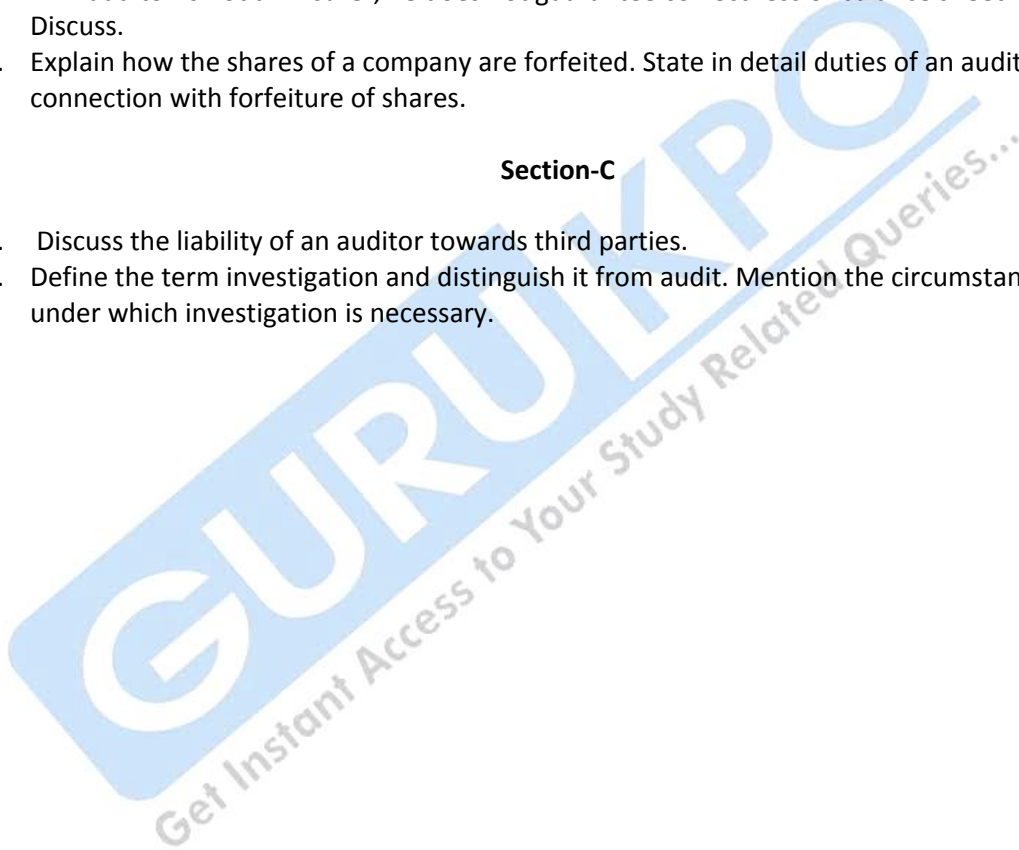 Discuss.
. Explain how the shares of a company are forfeited. State in detail duties of an audit
connection with forfeiture of shares.
Section-C
. Discuss the liability of an auditor towards third parties.
. Define the term investigation and distinguish it from audit. Mention the circumstan
under which investigation is necessary.
GURUKPO
Get Instant Access to Your Study Related Queries...